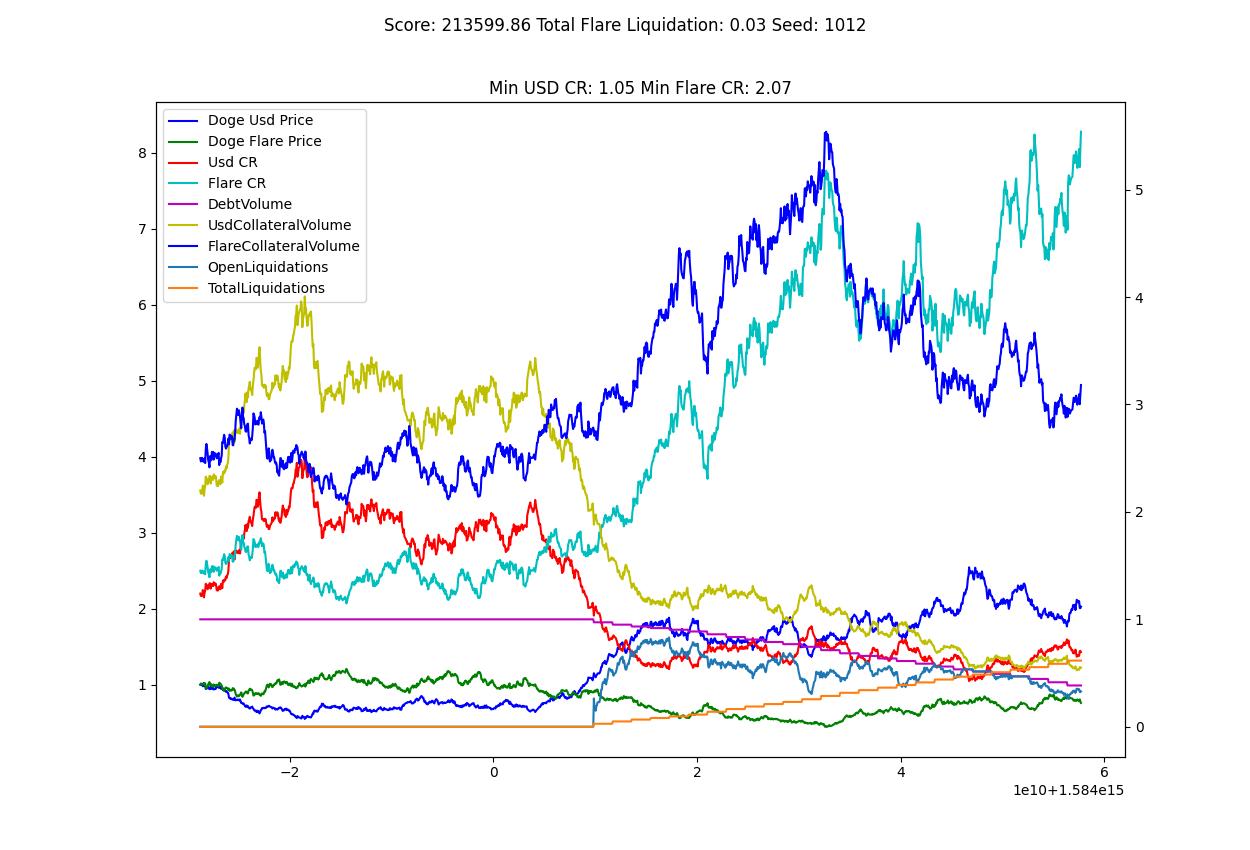 Score: 213599.86 Total Flare Liquidation: 0.03 Seed: 1012
Min USD CR: 1.05 Min Flare CR: 2.07
Doge Usd Price
Doge Flare Price
Usd CR
Flare CR
DebtVolume
UsdCollateralVolume
FlareCollateralVolume
OpenLiquidations
TotalLiquidations
8
7
6
5
4
3
2
1
5
4
3
2
1
0
−2
0
2
4
6
1e10+1.584e15